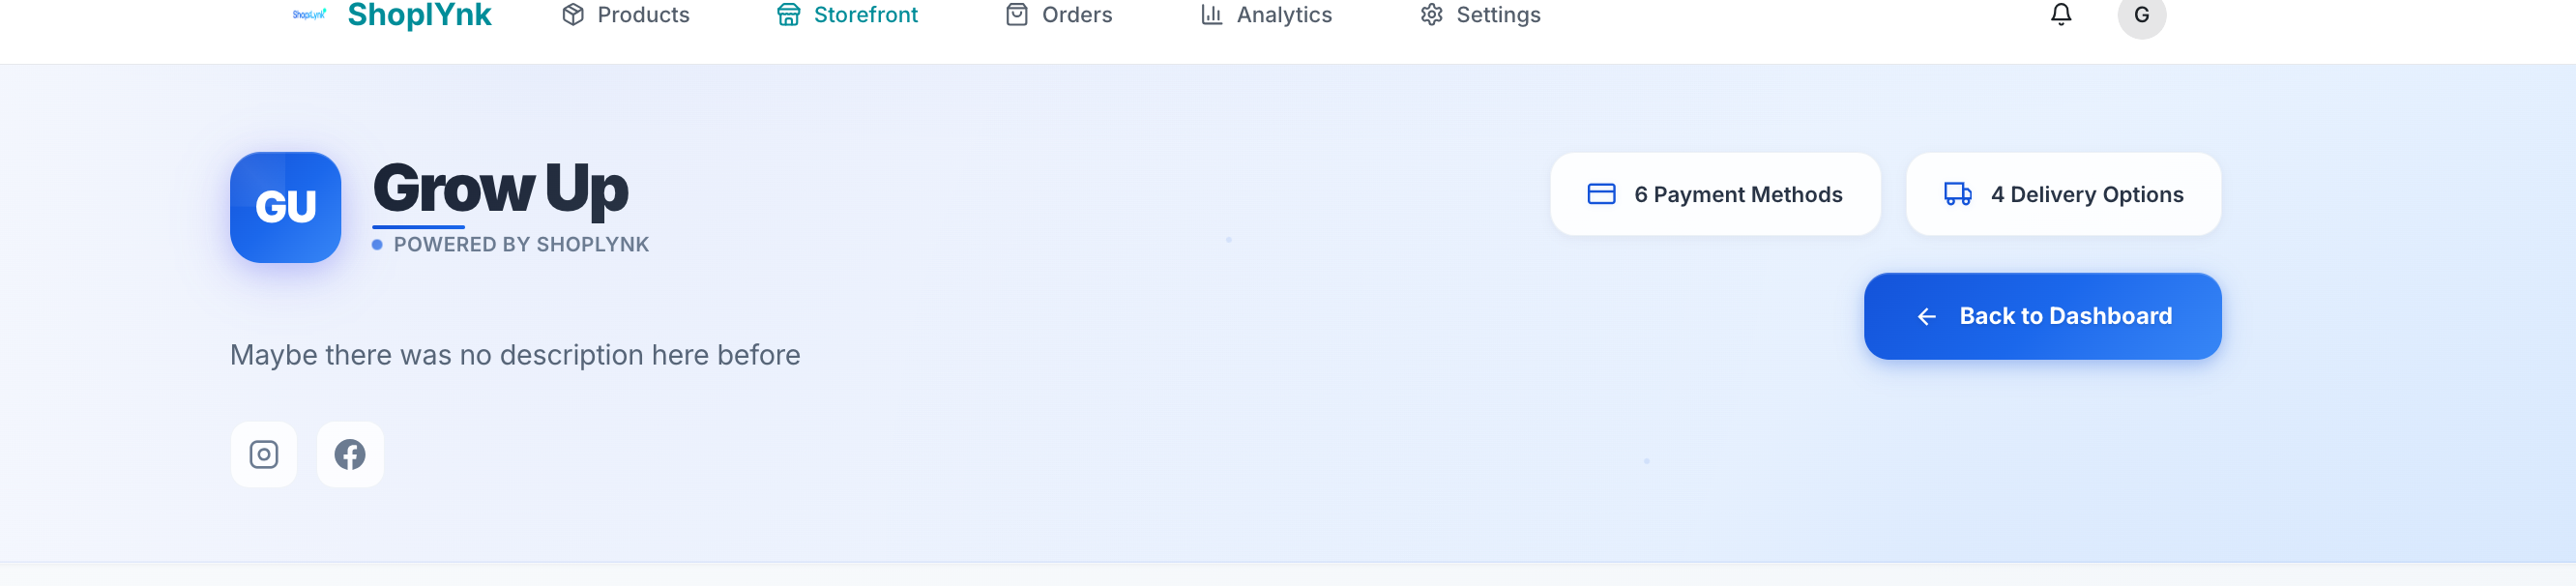 ShopLynk
ShoplYnk
Products
Storefront
Orders
Analytics
Settings
G
GU
Grow Up
POWERED BY SHOPLYNK
6 Payment Methods
4 Delivery Options
Back to Dashboard
Maybe there was no description here before